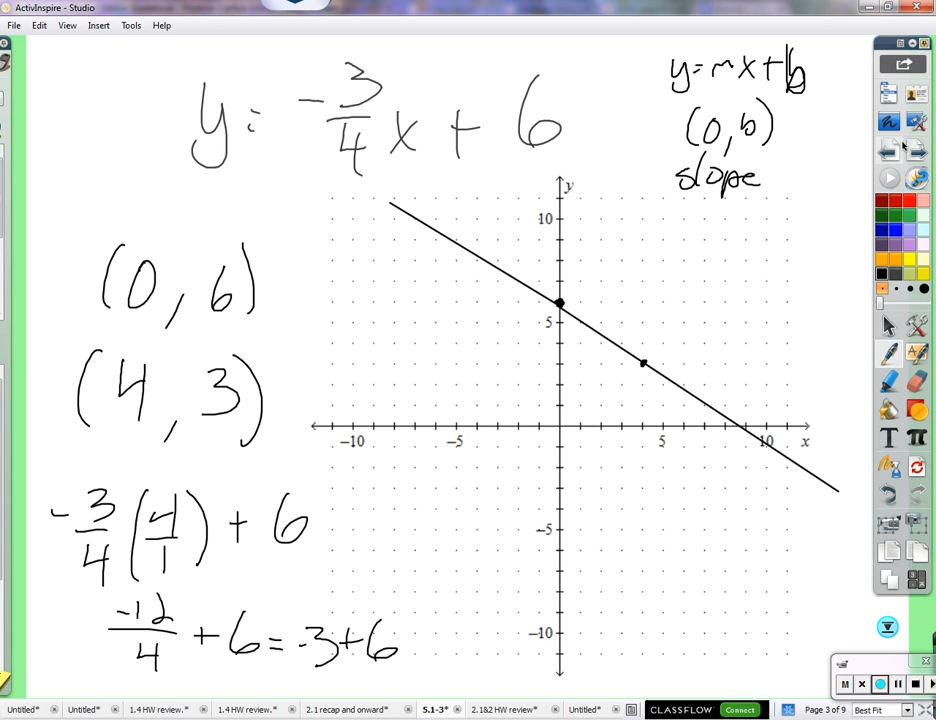 ActivInspire - Studio
File Edit View Insert Tools Help
y = -3/4 x + 6
y=mx+b
(0,b)
slope
(0, 6)
(4, 3)
-3/4 (4/1) + 6
-12/4 + 6 = -3+6
y
10
5
-10 -5 5 10 x
-5
-10
T π
M
Untitled* Untitled* 1.4 HW review.* 1.4 HW review.* 2.1 recap and onward* 5.1-3* 2.1&2 HW review* Untitled* CLASSFLOW Connect Page 3 of 9 Best Fit